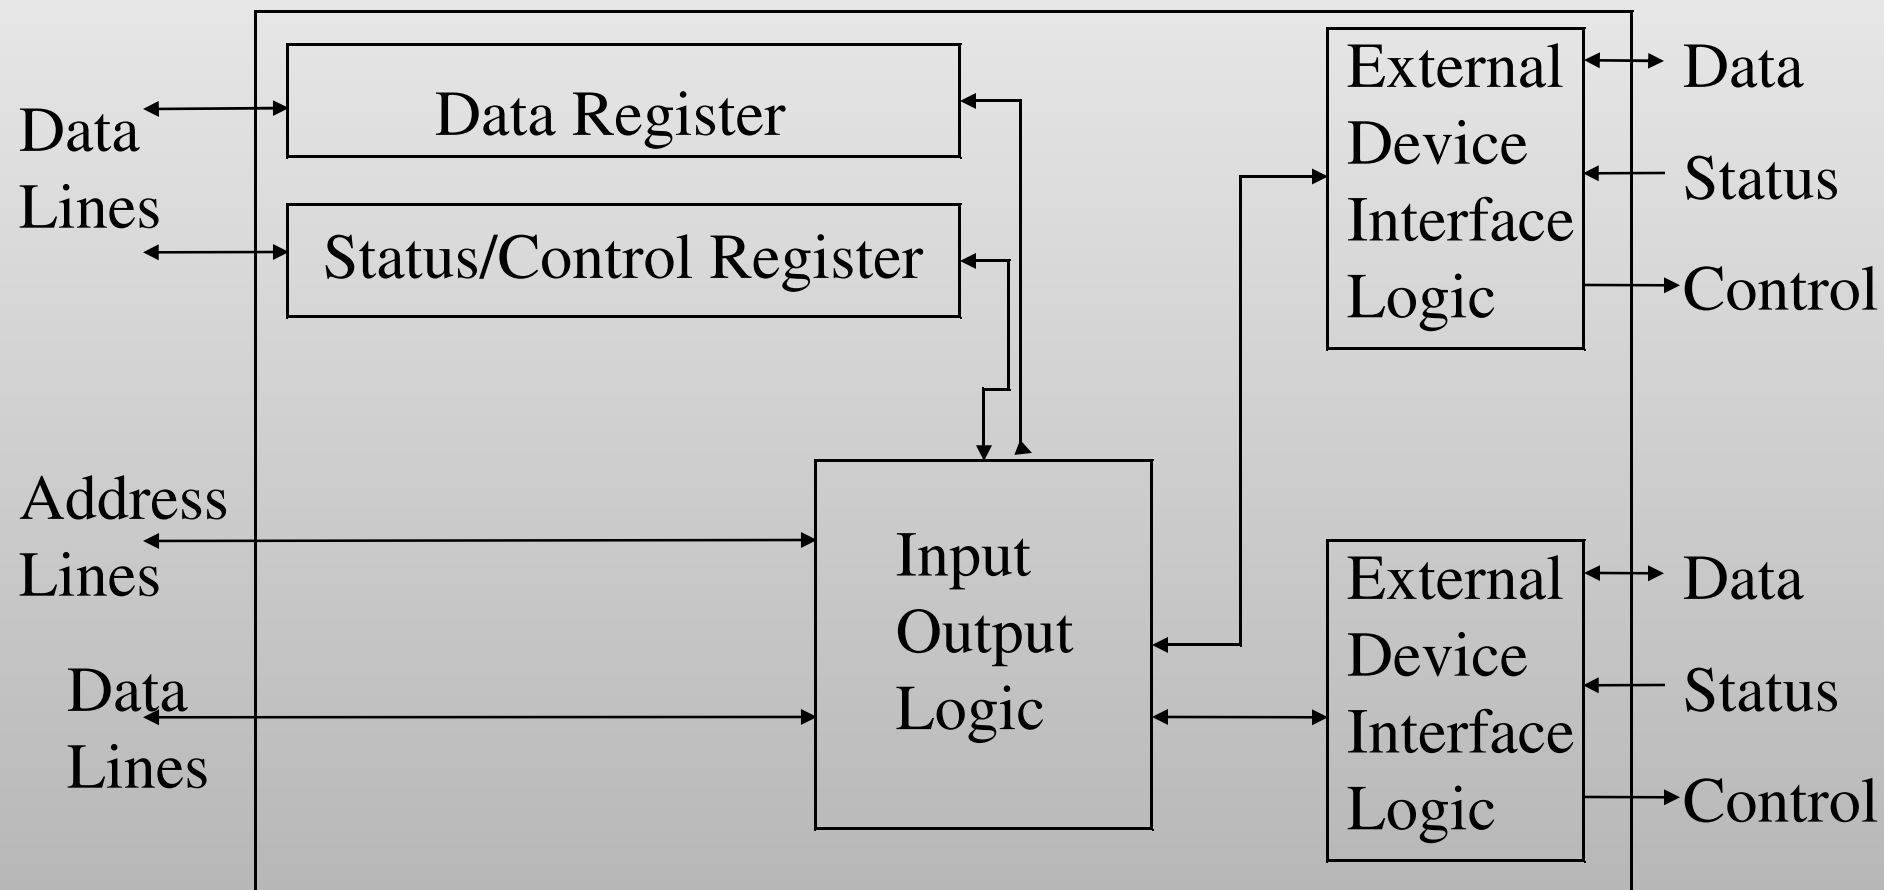 Data
Lines
Address
Lines
Data
Lines
Data Register
Status/Control Register
Input
Output
Logic
External
Device
Interface
Logic
Data
Status
Control
External
Device
Interface
Logic
Data
Status
Control